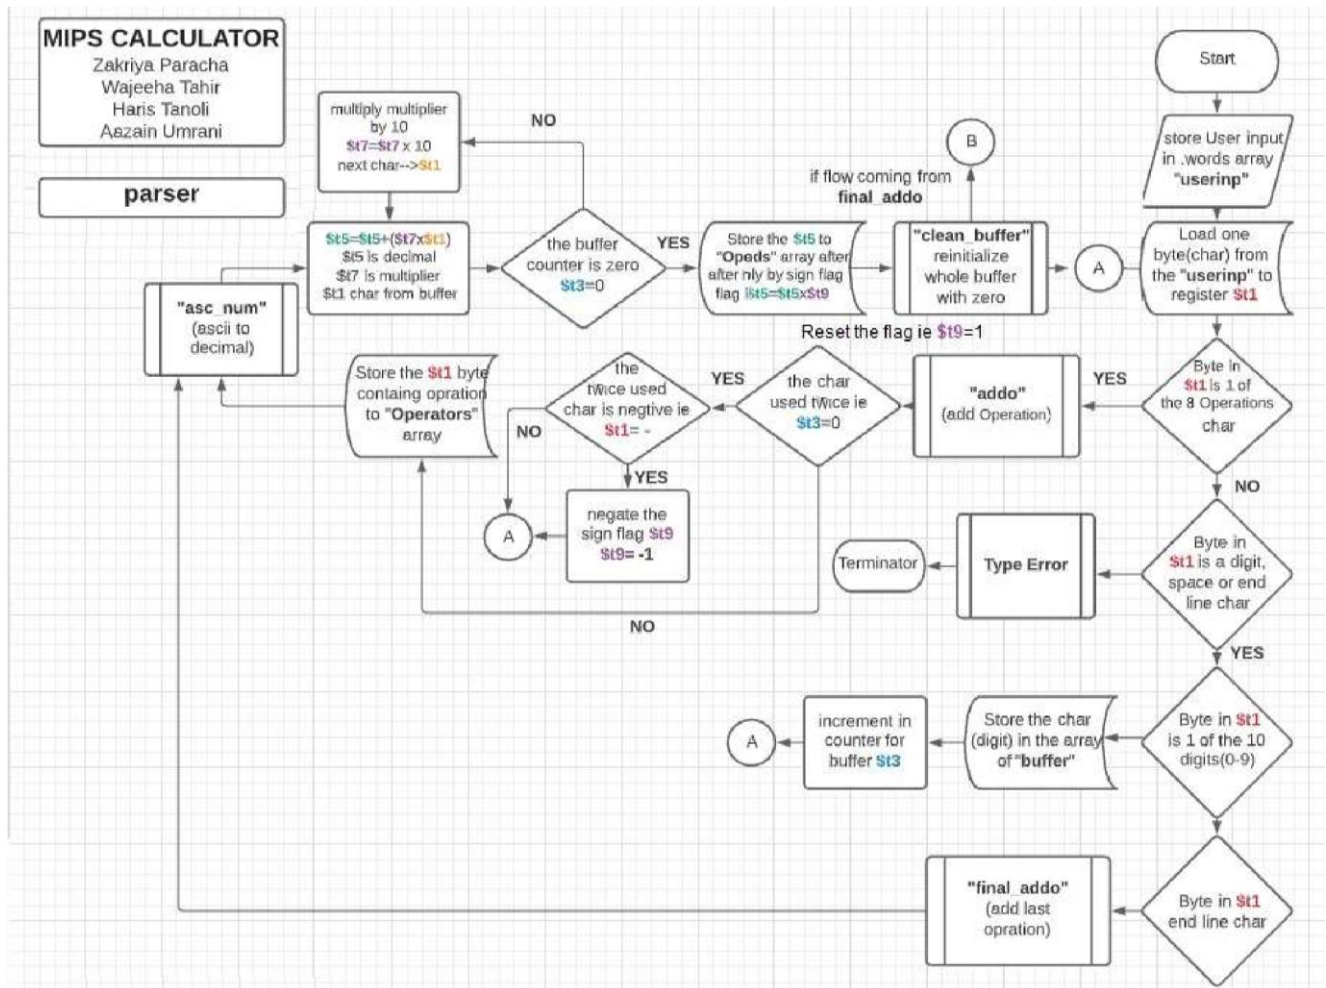 MIPS CALCULATOR
Zakriya Paracha
Wajeeha Tahir
Haris Tanoli
Aazain Umrani
parser
Start
store User input
in .words array
"userinp"
Load one
byte(char) from
the "userinp" to
register $t1
A
Byte in
$t1 is 1 of
the 8 Operations
char
YES
NO
"addo"
(add Operation)
the char
used twice ie
$t3=0
YES
NO
the
twice used
char is negtive ie
$t1= -
NO
YES
negate the
sign flag $t9
$t9= -1
A
Store the $t1 byte
containg opration
to "Operators"
array
"asc_num"
(ascii to
decimal)
multiply multiplier
by 10
$t7=$t7 x 10
next char-->$t1
$t5=$t5+($t7x$t1)
$t5 is decimal
$t7 is multiplier
$t1 char from buffer
NO
the buffer
counter is zero
$t3=0
YES
Store the $t5 to
"Opeds" array after
after nly by sign flag
flag i$t5=$t5x$t9
"clean_buffer"
reinitialize
whole buffer
with zero
if flow coming from
final_addo
B
Reset the flag ie $t9=1
Byte in
$t1 is a digit,
space or end
line char
Type Error
Terminator
YES
Byte in $t1
is 1 of the 10
digits(0-9)
Store the char
(digit) in the array
of "buffer"
increment in
counter for
buffer $t3
A
Byte in $t1
end line char
"final_addo"
(add last
opration)